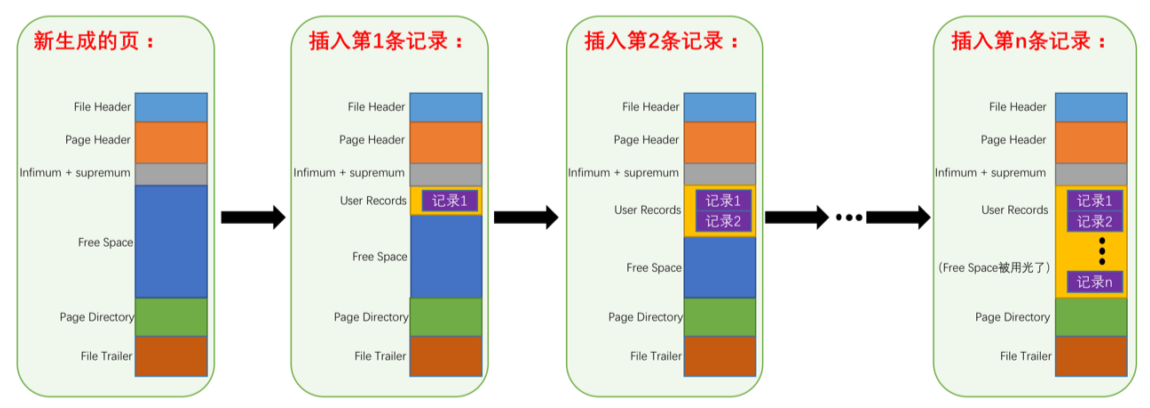 新生成的页：
File Header
Page Header
Infimum + supremum
Free Space
Page Directory
File Trailer
插入第1条记录：
File Header
Page Header
Infimum + supremum
User Records
记录1
Free Space
Page Directory
File Trailer
插入第2条记录：
File Header
Page Header
Infimum + supremum
User Records
记录1
记录2
Free Space
Page Directory
File Trailer
插入第n条记录：
File Header
Page Header
Infimum + supremum
User Records
记录1
记录2
(Free Space被用光了)
记录n
Page Directory
File Trailer